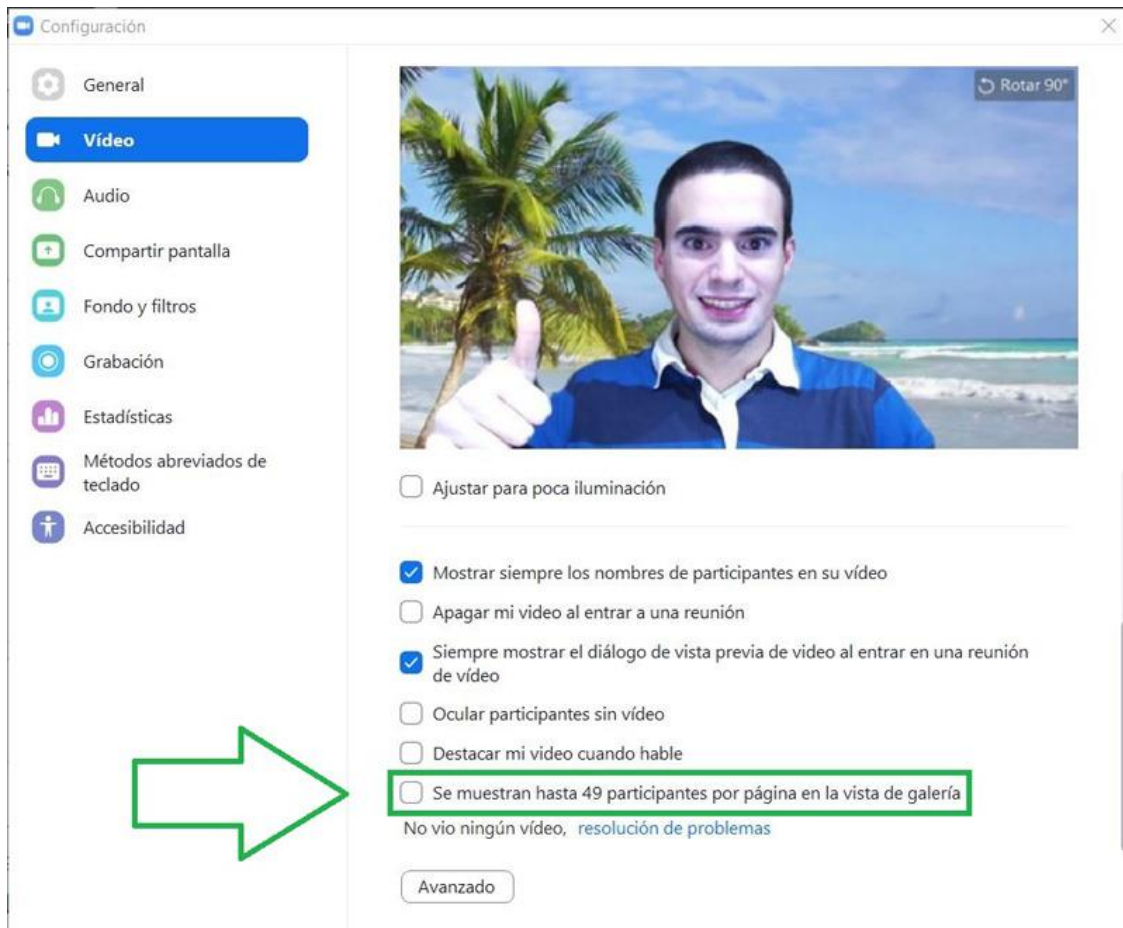 Configuración
General
Vídeo
Audio
Compartir pantalla
Fondo y filtros
Grabación
Estadísticas
Métodos abreviados de
teclado
Accesibilidad
Rotar 90°
Ajustar para poca iluminación
Mostrar siempre los nombres de participantes en su vídeo
Apagar mi video al entrar a una reunión
Siempre mostrar el diálogo de vista previa de video al entrar en una reunión
de vídeo
Ocular participantes sin vídeo
Destacar mi video cuando hable
Se muestran hasta 49 participantes por página en la vista de galería
No vio ningún vídeo, resolución de problemas
Avanzado